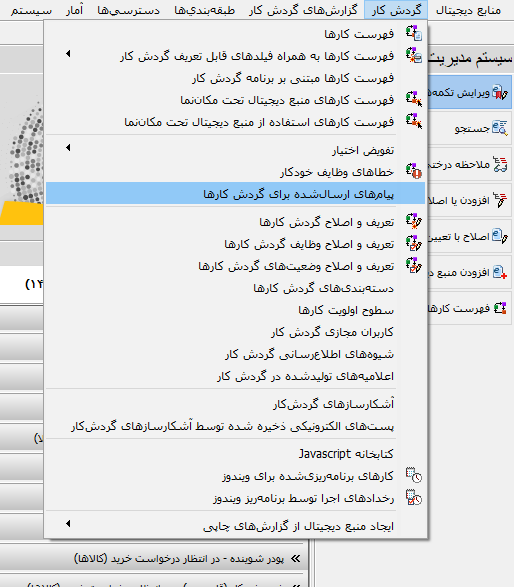 منابع دیجیتال
گردش کار
گزارش‌های گردش کار
طبقه‌بندی‌ها
دسترسی‌ها
آمار
سیستم
سیستم مدیریت
ویرایش تکمه‌
جستجو
ملاحظه درختی
افزودن یا اصلا
اصلاح با تعیین
افزودن منبع د
فهرست کارها
فهرست کارها
فهرست کارها به همراه فیلدهای قابل تعریف گردش کار
فهرست کارها مبتنی بر برنامه گردش کار
فهرست کارهای منبع دیجیتال تحت مکان‌نما
فهرست کارهای استفاده از منبع دیجیتال تحت مکان‌نما
تفویض اختیار
خطاهای وظایف خودکار
پیام‌های ارسال‌شده برای گردش کارها
تعریف و اصلاح گردش کارها
تعریف و اصلاح وظایف گردش کارها
تعریف و اصلاح وضعیت‌های گردش کارها
دسته‌بندی‌های گردش کارها
سطوح اولویت کارها
کاربران مجازی گردش کار
شیوه‌های اطلاع‌رسانی گردش کار
اعلامیه‌های تولیدشده در گردش کار
آشکارسازهای گردش‌کار
پست‌های الکترونیکی ذخیره شده توسط آشکارسازهای گردش‌کار
کتابخانه Javascript
کارهای برنامه‌ریزی‌شده برای ویندوز
رخدادهای اجرا توسط برنامه‌ریز ویندوز
ایجاد منبع دیجیتال از گزارش‌های چاپی
(۱۴
لا)
پودر شوینده - در انتظار درخواست خرید (کالاها)